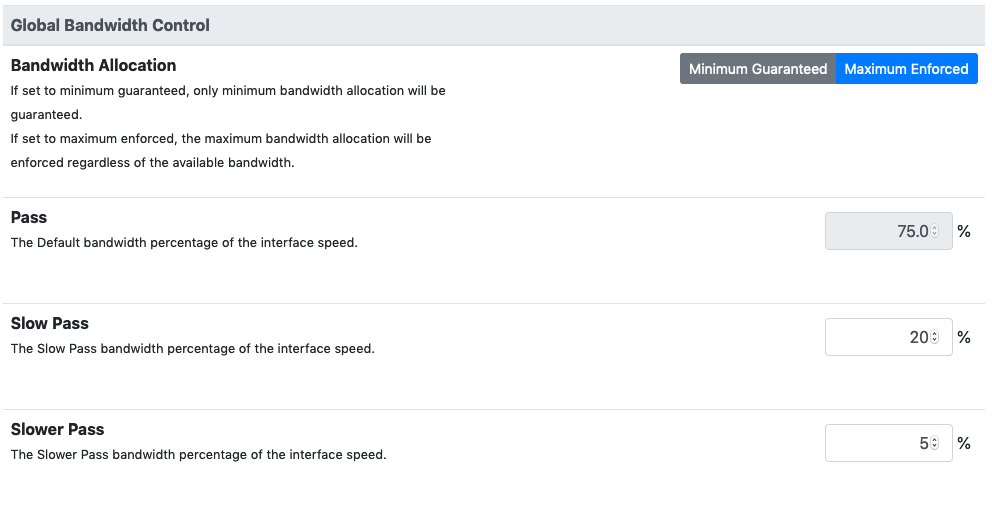 Global Bandwidth Control
Bandwidth Allocation
Minimum Guaranteed
Maximum Enforced
If set to minimum guaranteed, only minimum bandwidth allocation will be
guaranteed.
If set to maximum enforced, the maximum bandwidth allocation will be
enforced regardless of the available bandwidth.
Pass
The Default bandwidth percentage of the interface speed.
75.0 %
Slow Pass
The Slow Pass bandwidth percentage of the interface speed.
20 %
Slower Pass
The Slower Pass bandwidth percentage of the interface speed.
5 %